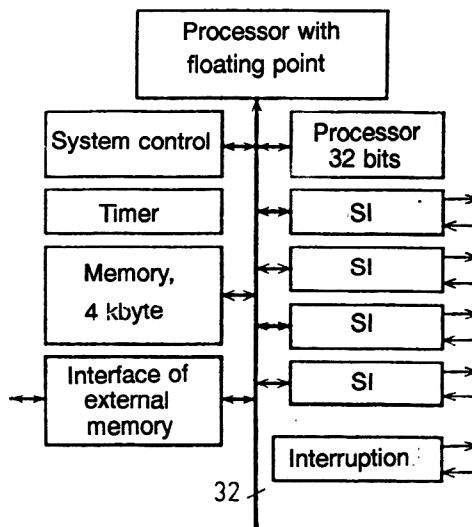 Processor with
floating point
System control
Processor
32 bits
Timer
SI
Memory,
4 kbyte
SI
SI
Interface of
external
memory
SI
Interruption
32